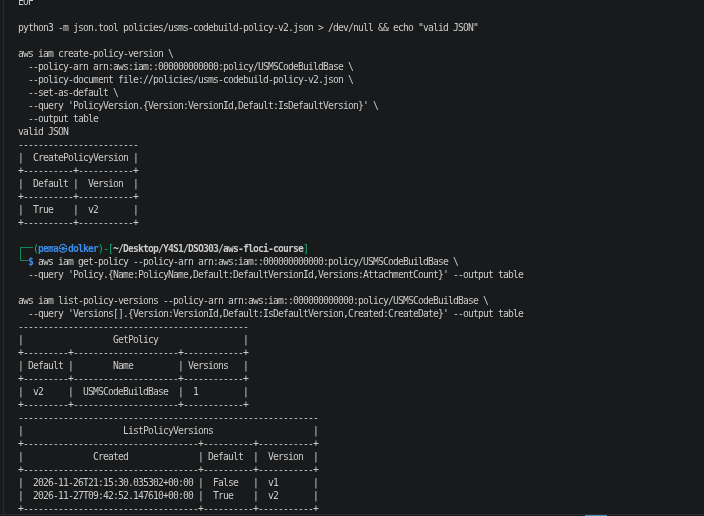 EOF
python3 -m json.tool policies/usms-codebuild-policy-v2.json > /dev/null && echo "valid JSON"
aws iam create-policy-version \
  --policy-arn arn:aws:iam::000000000000:policy/USMSCodeBuildBase \
  --policy-document file://policies/usms-codebuild-policy-v2.json \
  --set-as-default \
  --query 'PolicyVersion.{Version:VersionId,Default:IsDefaultVersion}' \
  --output table
valid JSON
------------------------
|  CreatePolicyVersion |
+----------+-----------+
|  Default |  Version  |
+----------+-----------+
|  True    |  v2       |
+----------+-----------+
┌──(pema㉿dolker)-[~/Desktop/Y4S1/DSO303/aws-floci-course]
└─$ aws iam get-policy --policy-arn arn:aws:iam::000000000000:policy/USMSCodeBuildBase \
  --query 'Policy.{Name:PolicyName,Default:DefaultVersionId,Versions:AttachmentCount}' --output table
aws iam list-policy-versions --policy-arn arn:aws:iam::000000000000:policy/USMSCodeBuildBase \
  --query 'Versions[].{Version:VersionId,Default:IsDefaultVersion,Created:CreateDate}' --output table
----------------------------------------------
|                  GetPolicy                 |
+---------+---------------------+------------+
| Default |        Name         | Versions   |
+---------+---------------------+------------+
|  v2     |  USMSCodeBuildBase  |  1         |
+---------+---------------------+------------+
------------------------------------------------------------
|                    ListPolicyVersions                    |
+-----------------------------------+----------+-----------+
|              Created              | Default  |  Version  |
+-----------------------------------+----------+-----------+
|  2026-11-26T21:15:30.035302+00:00 |  False   |  v1       |
|  2026-11-27T09:42:52.147610+00:00 |  True    |  v2       |
+-----------------------------------+----------+-----------+